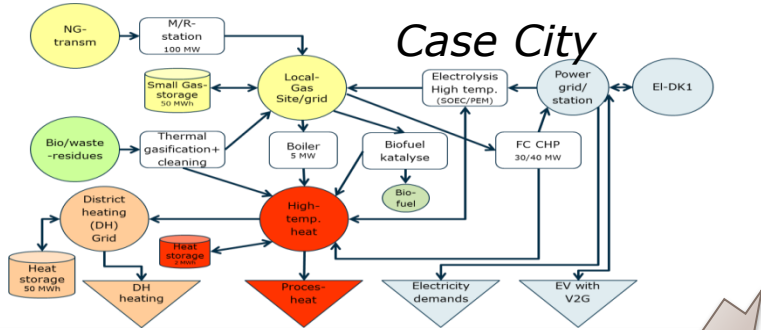 Case City
NG-
transm
M/R-
station
100 MW
Small Gas-
storage
50 MWh
Local-
Gas
Site/grid
Electrolysis
High temp.
(SOEC/PEM)
Power
grid/
station
El-DK1
Bio/waste
-residues
Thermal
gasification+
cleaning
Boiler
5 MW
Biofuel
katalyse
FC CHP
30/40 MW
Bio-
fuel
District
heating
(DH)
Grid
High-
temp.
heat
Heat
storage
50 MWh
Heat
storage
2 MWh
DH
heating
Proces-
heat
Electricity
demands
EV with
V2G